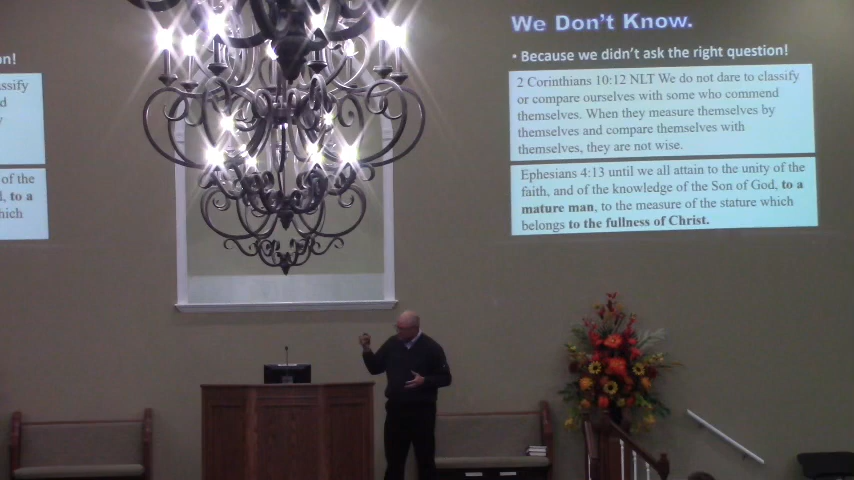 on!
assify
d
y
of the
, to a
hich
We Don't Know.
• Because we didn't ask the right question!
2 Corinthians 10:12 NLT We do not dare to classify
or compare ourselves with some who commend
themselves. When they measure themselves by
themselves and compare themselves with
themselves, they are not wise.
Ephesians 4:13 until we all attain to the unity of the
faith, and of the knowledge of the Son of God, to a
mature man, to the measure of the stature which
belongs to the fullness of Christ.